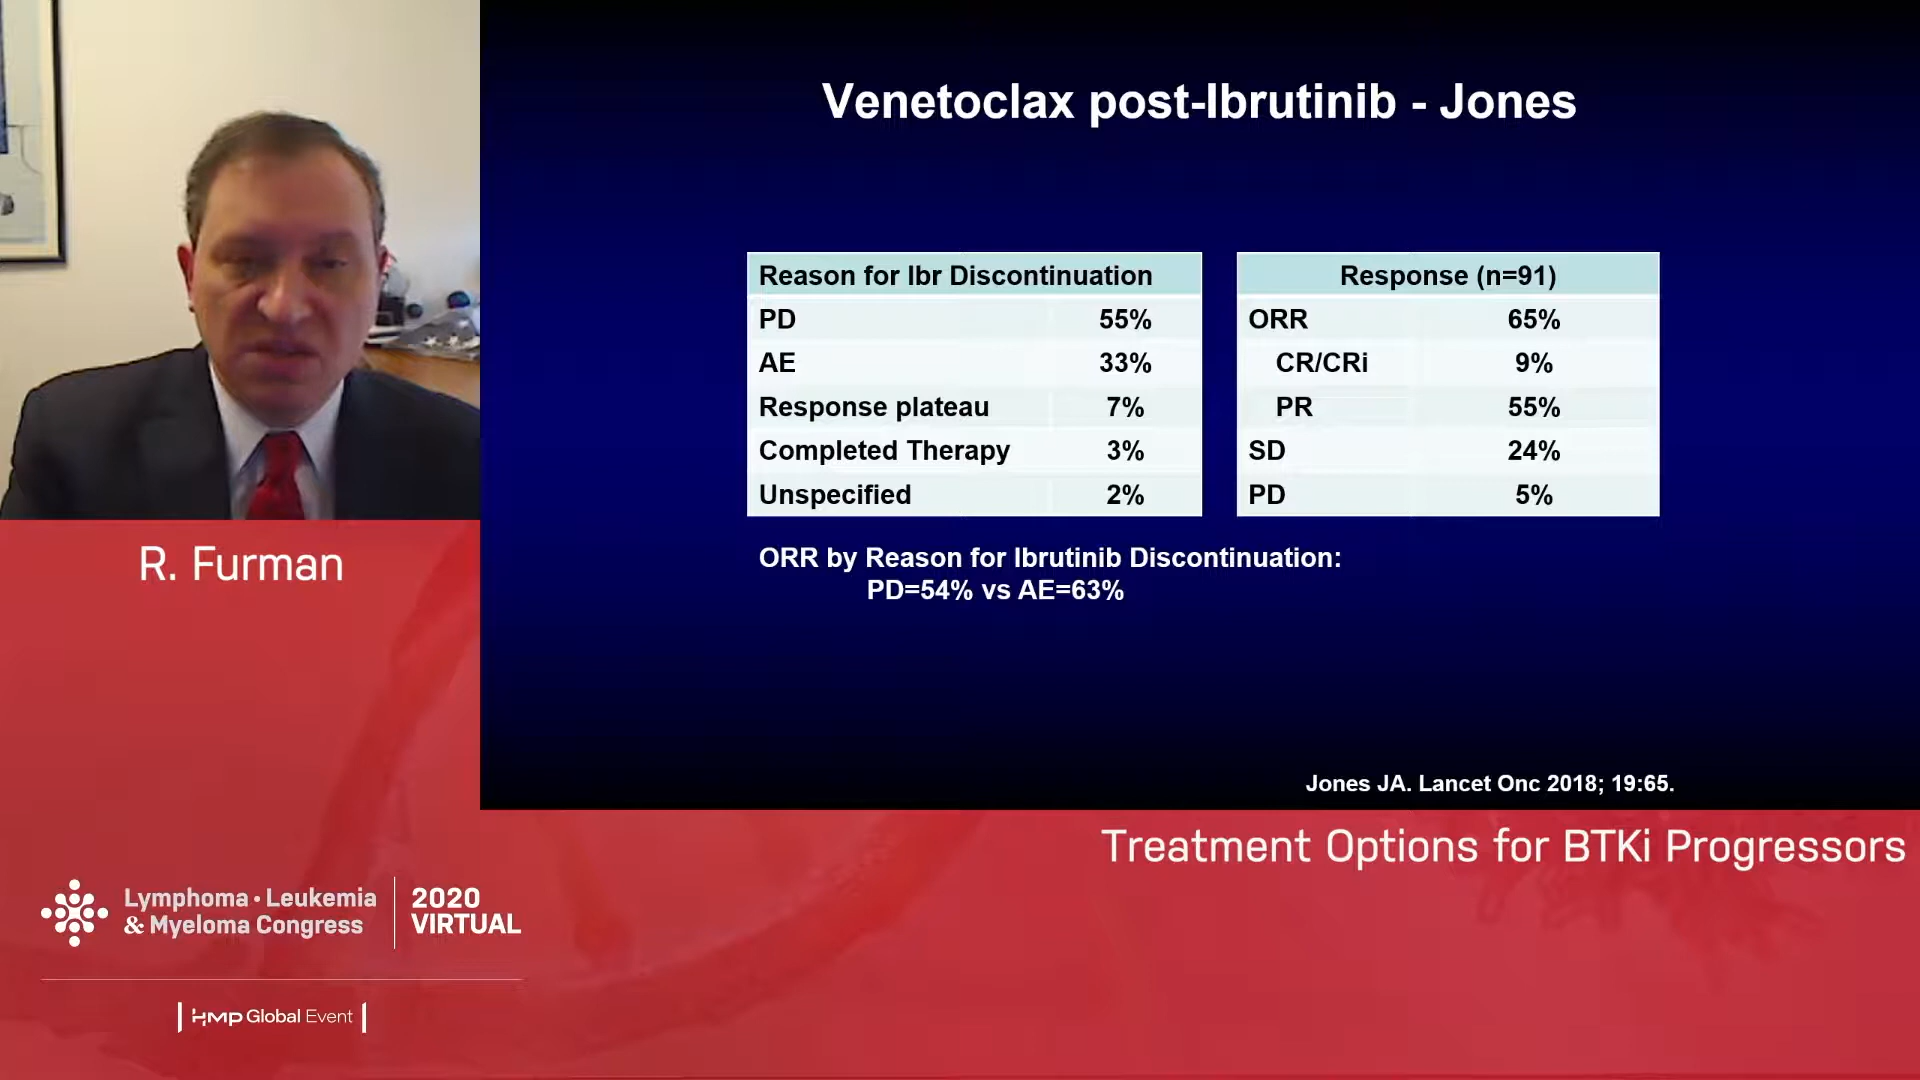 Venetoclax post-Ibrutinib - Jones
Reason for Ibr Discontinuation
PD 55%
AE 33%
Response plateau 7%
Completed Therapy 3%
Unspecified 2%
Response (n=91)
ORR 65%
CR/CRi 9%
PR 55%
SD 24%
PD 5%
ORR by Reason for Ibrutinib Discontinuation:
PD=54% vs AE=63%
Jones JA. Lancet Onc 2018; 19:65.
R. Furman
Treatment Options for BTKi Progressors
Lymphoma • Leukemia
& Myeloma Congress
2020
VIRTUAL
HMP Global Event